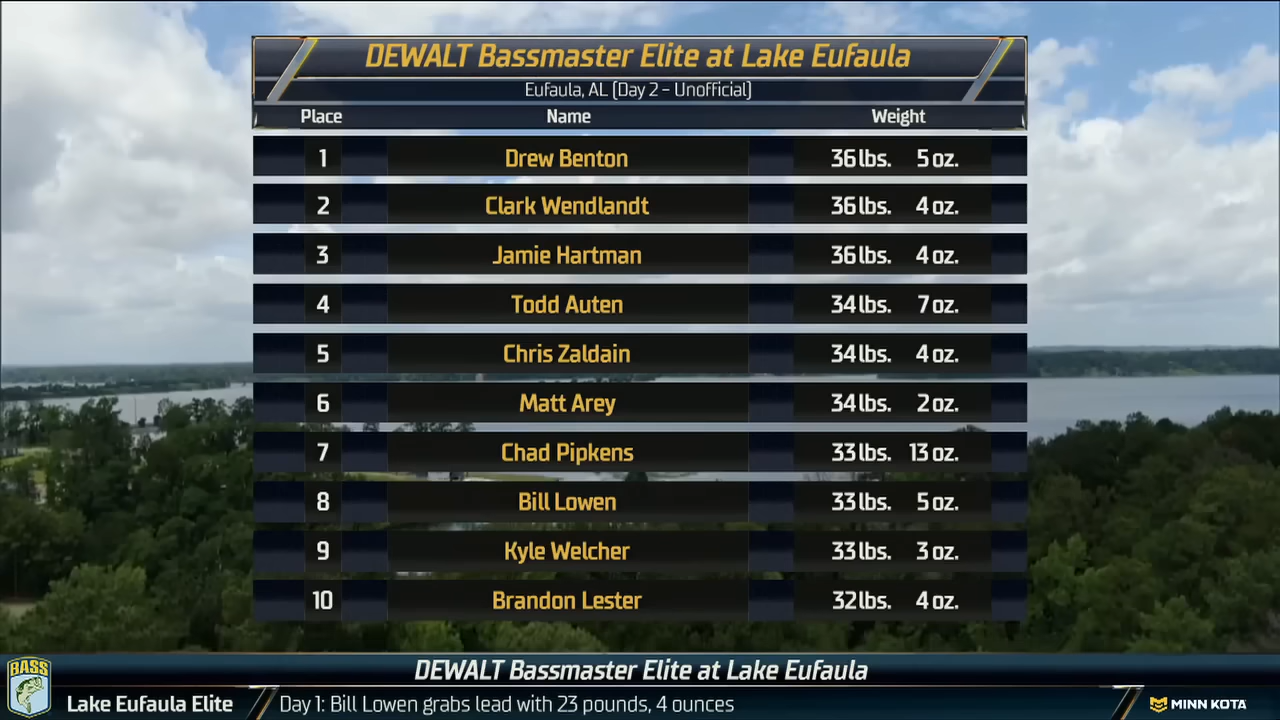 DEWALT Bassmaster Elite at Lake Eufaula
Eufaula, AL (Day 2 - Unofficial)
Place Name Weight
1 Drew Benton 36 lbs. 5 oz.
2 Clark Wendlandt 36 lbs. 4 oz.
3 Jamie Hartman 36 lbs. 4 oz.
4 Todd Auten 34 lbs. 7 oz.
5 Chris Zaldain 34 lbs. 4 oz.
6 Matt Arey 34 lbs. 2 oz.
7 Chad Pipkens 33 lbs. 13 oz.
8 Bill Lowen 33 lbs. 5 oz.
9 Kyle Welcher 33 lbs. 3 oz.
10 Brandon Lester 32 lbs. 4 oz.
DEWALT Bassmaster Elite at Lake Eufaula
BASS
Lake Eufaula Elite Day 1: Bill Lowen grabs lead with 23 pounds, 4 ounces MINN KOTA